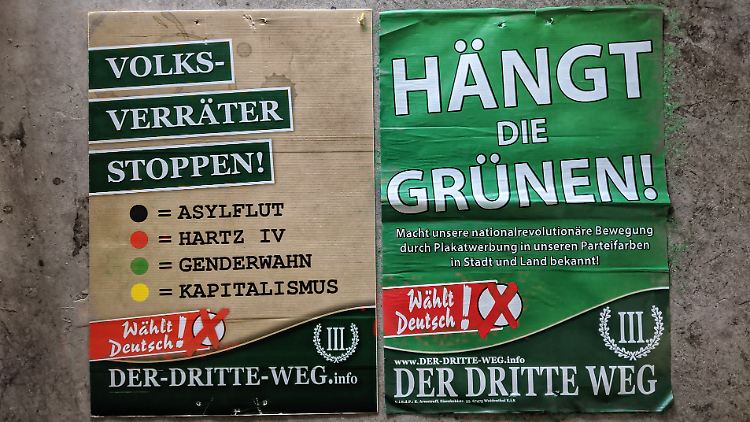 VOLKS-
VERRÄTER
STOPPEN!
= ASYLFLUT
= HARTZ IV
= GENDERWAHN
= KAPITALISMUS
Wählt
Deutsch!
III.
DER-DRITTE-WEG.info
HÄNGT
DIE
GRÜNEN!
Macht unsere nationalrevolutionäre Bewegung
durch Plakatwerbung in unseren Parteifarben
in Stadt und Land bekannt!
Wählt
Deutsch!
III.
www.DER-DRITTE-WEG.info
DER DRITTE WEG